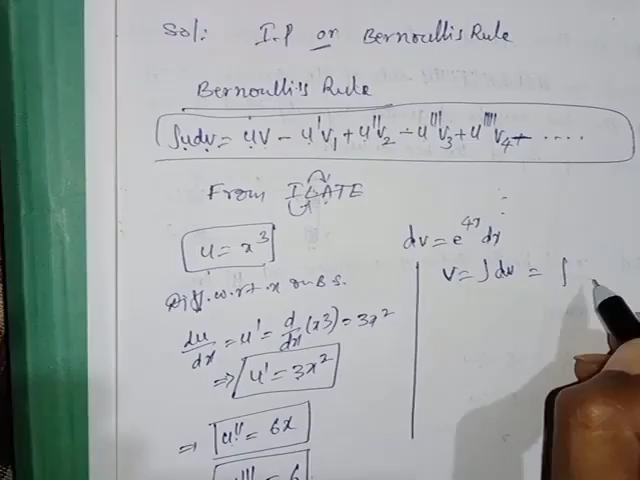 Sol: I.P or Bernoulli's Rule
Bernoulli's Rule
∫udv = uv - u'v₁ + u''v₂ - u'''v₃ + u''''v₄ - ....
From ILATE
u = x³
dv = e^4x dx
Diff. w.r.t. x on B.S.
v = ∫dv = ∫
du/dx = u' = d/dx (x³) = 3x²
⇒ u' = 3x²
⇒ u'' = 6x
u''' = 6